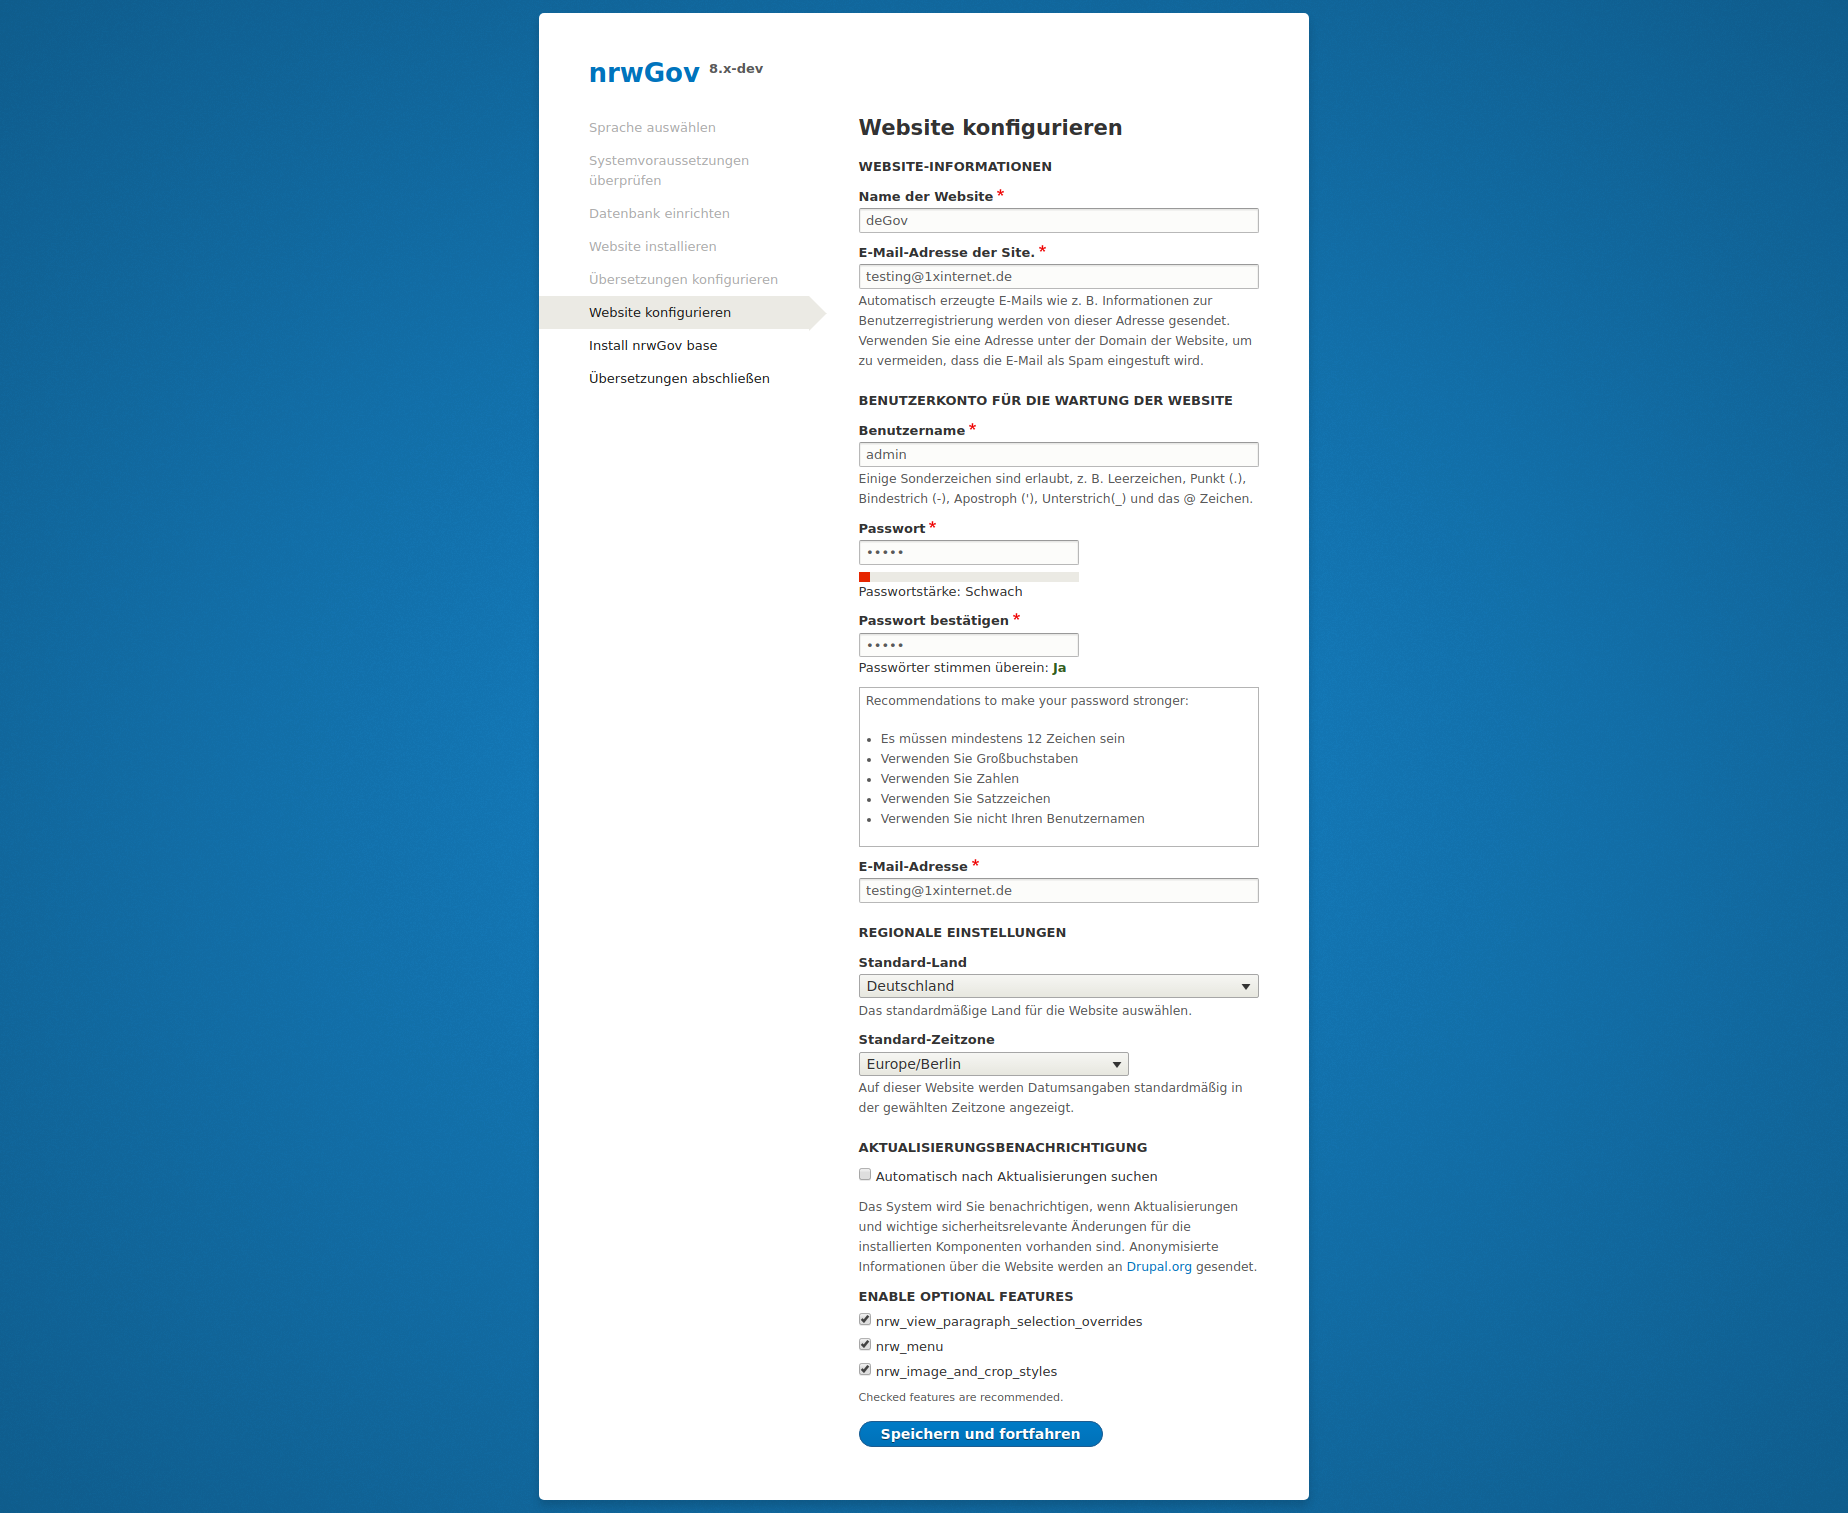 nrwGov 8.x-dev
Sprache auswählen
Systemvoraussetzungen
überprüfen
Datenbank einrichten
Website installieren
Übersetzungen konfigurieren
Website konfigurieren
Install nrwGov base
Übersetzungen abschließen
Website konfigurieren
WEBSITE-INFORMATIONEN
Name der Website *
deGov
E-Mail-Adresse der Site. *
testing@1xinternet.de
Automatisch erzeugte E-Mails wie z. B. Informationen zur
Benutzerregistrierung werden von dieser Adresse gesendet.
Verwenden Sie eine Adresse unter der Domain der Website, um
zu vermeiden, dass die E-Mail als Spam eingestuft wird.
BENUTZERKONTO FÜR DIE WARTUNG DER WEBSITE
Benutzername *
admin
Einige Sonderzeichen sind erlaubt, z. B. Leerzeichen, Punkt (.),
Bindestrich (-), Apostroph ('), Unterstrich(_) und das @ Zeichen.
Passwort *
•••••
Passwortstärke: Schwach
Passwort bestätigen *
•••••
Passwörter stimmen überein: Ja
Recommendations to make your password stronger:
• Es müssen mindestens 12 Zeichen sein
• Verwenden Sie Großbuchstaben
• Verwenden Sie Zahlen
• Verwenden Sie Satzzeichen
• Verwenden Sie nicht Ihren Benutzernamen
E-Mail-Adresse *
testing@1xinternet.de
REGIONALE EINSTELLUNGEN
Standard-Land
Deutschland
Das standardmäßige Land für die Website auswählen.
Standard-Zeitzone
Europe/Berlin
Auf dieser Website werden Datumsangaben standardmäßig in
der gewählten Zeitzone angezeigt.
AKTUALISIERUNGSBENACHRICHTIGUNG
Automatisch nach Aktualisierungen suchen
Das System wird Sie benachrichtigen, wenn Aktualisierungen
und wichtige sicherheitsrelevante Änderungen für die
installierten Komponenten vorhanden sind. Anonymisierte
Informationen über die Website werden an Drupal.org gesendet.
ENABLE OPTIONAL FEATURES
nrw_view_paragraph_selection_overrides
nrw_menu
nrw_image_and_crop_styles
Checked features are recommended.
Speichern und fortfahren